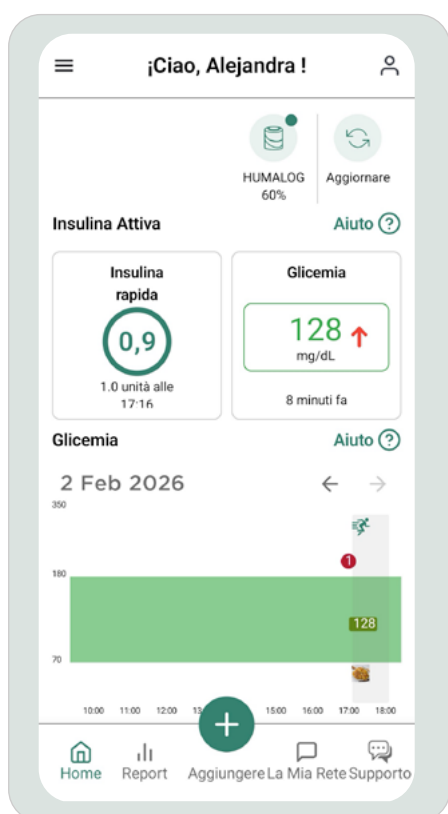 ¡Ciao, Alejandra !
HUMALOG
60%
Aggiornare
Insulina Attiva
Aiuto ?
Insulina
rapida
0,9
1.0 unità alle
17:16
Glicemia
128
mg/dL
8 minuti fa
Glicemia
Aiuto ?
2 Feb 2026
350
180
70
1
128
10:00 11:00 12:00 13 15:00 16:00 17:00 18:00
+
Home Report Aggiungere La Mia Rete Supporto